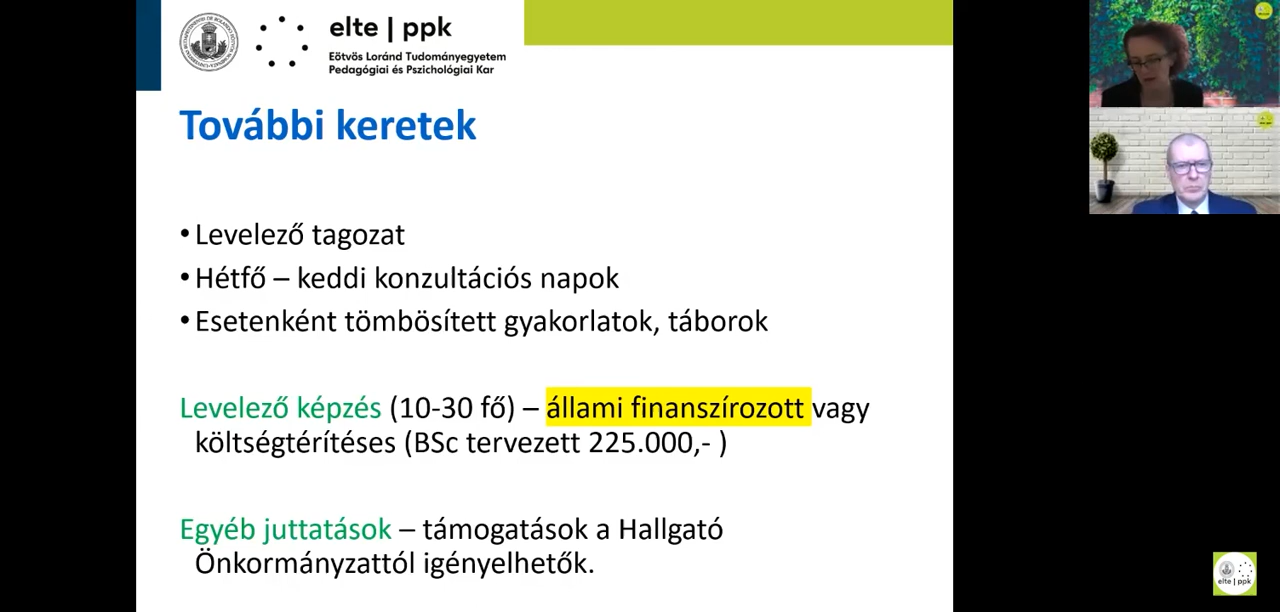 elte | ppk
Eötvös Loránd Tudományegyetem
Pedagógiai és Pszichológiai Kar
További keretek
• Levelező tagozat
• Hétfő – keddi konzultációs napok
• Esetenként tömbösített gyakorlatok, táborok
Levelező képzés (10-30 fő) – állami finanszírozott vagy
költségtérítéses (BSc tervezett 225.000,- )
Egyéb juttatások – támogatások a Hallgató
Önkormányzattól igényelhetők.
elte | ppk